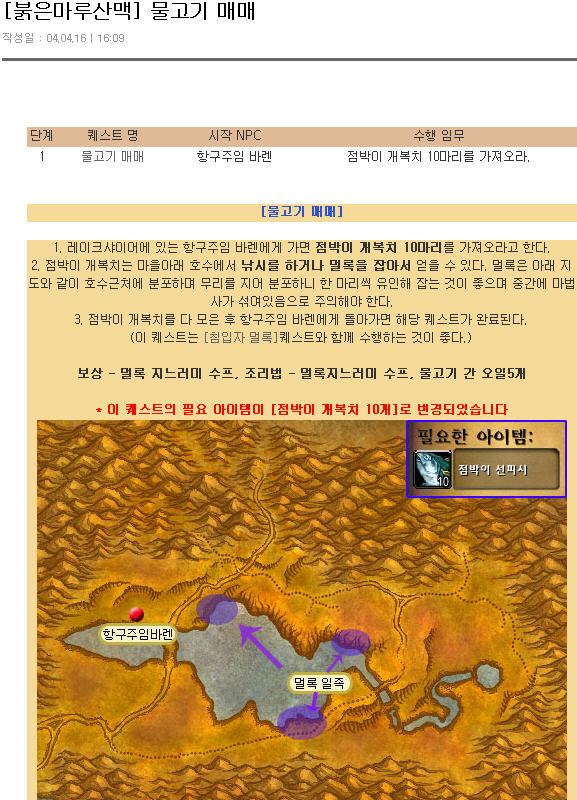 [붉은마루산맥] 물고기 매매
작성일 : 04.04.16 | 16:09
단계 퀘스트 명 시작 NPC 수행 임무
1 물고기 매매 항구주임 바렌 점박이 개복치 10마리를 가져오라.
[물고기 매매]
1. 레이크샤이어에 있는 항구주임 바렌에게 가면 점박이 개복치 10마리를 가져오라고 한다.
2. 점박이 개복치는 마을아래 호수에서 낚시를 하거나 멀록을 잡아서 얻을 수 있다. 멀록은 아래 지
도와 같이 호수근처에 분포하며 무리를 지어 분포하니 한 마리씩 유인해 잡는 것이 좋으며 중간에 마법
사가 섞여있음으로 주의해야 한다.
3. 점박이 개복치를 다 모은 후 항구주임 바렌에게 돌아가면 해당 퀘스트가 완료된다.
(이 퀘스트는 [침입자 멀록]퀘스트와 함께 수행하는 것이 좋다.)
보상 - 멀록 지느러미 수프, 조리법 - 멀록지느러미 수프, 물고기 간 오일5개
* 이 퀘스트의 필요 아이템이 [점박이 개복치 10개]로 변경되었습니다
필요한 아이템:
10 점박이 선피시
항구주임바렌
멀록 일족